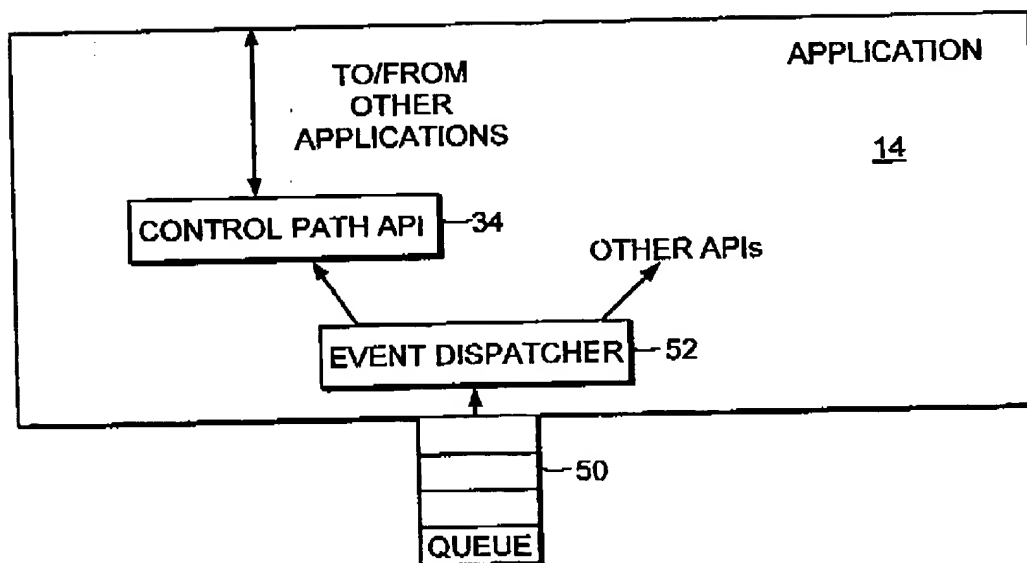 APPLICATION
14
TO/FROM
OTHER
APPLICATIONS
CONTROL PATH API
34
OTHER APIs
EVENT DISPATCHER
52
50
QUEUE